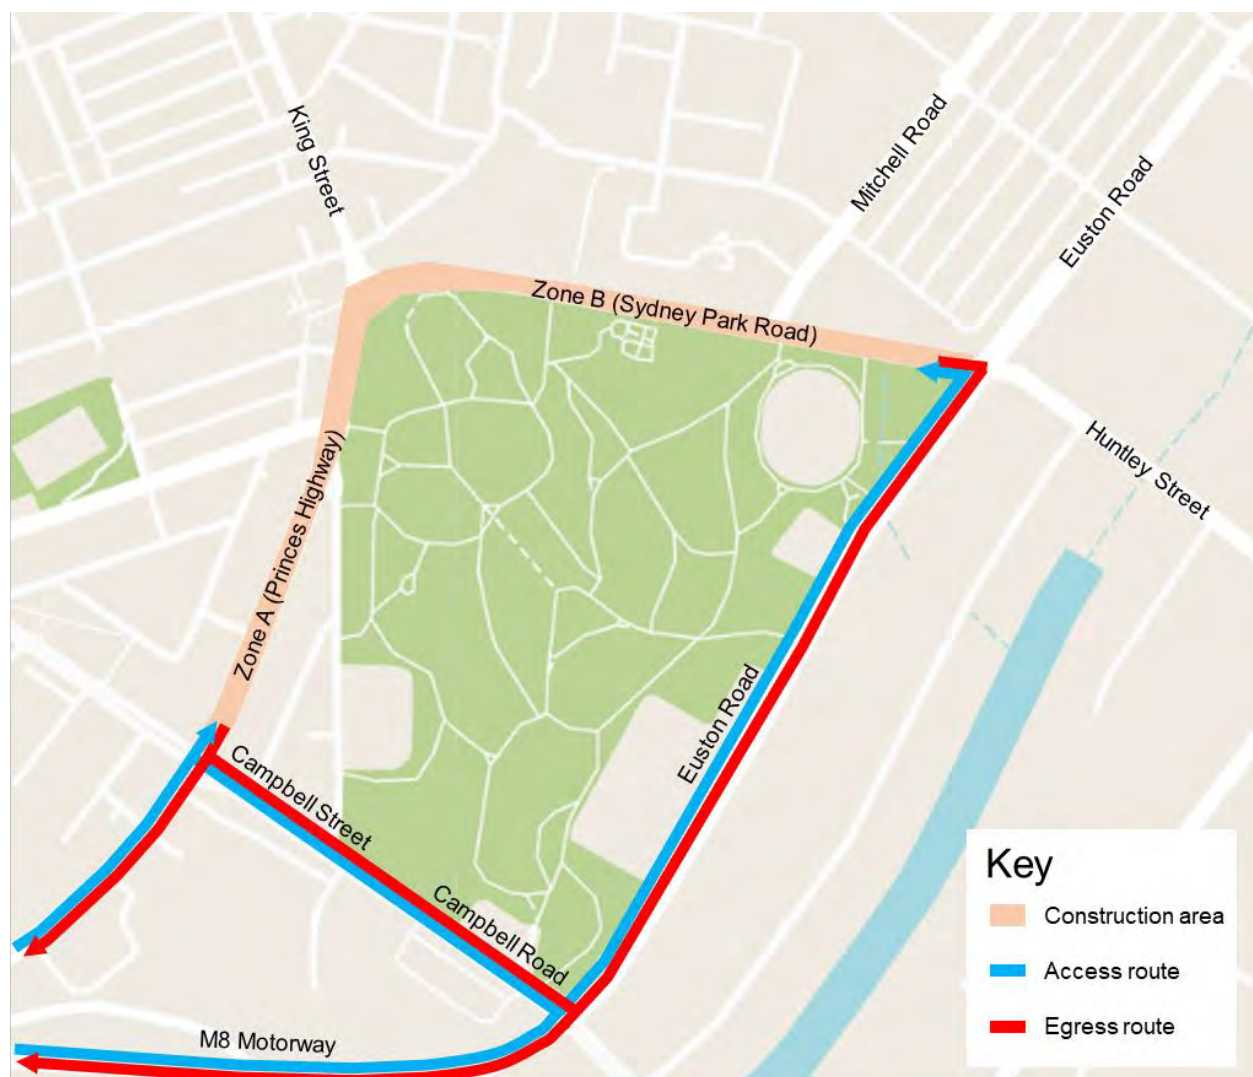 King Street
Mitchell Road
Euston Road
Zone B (Sydney Park Road)
Huntley Street
Zone A (Princes Highway)
Euston Road
Campbell Street
Campbell Road
M8 Motorway
Key
Construction area
Access route
Egress route